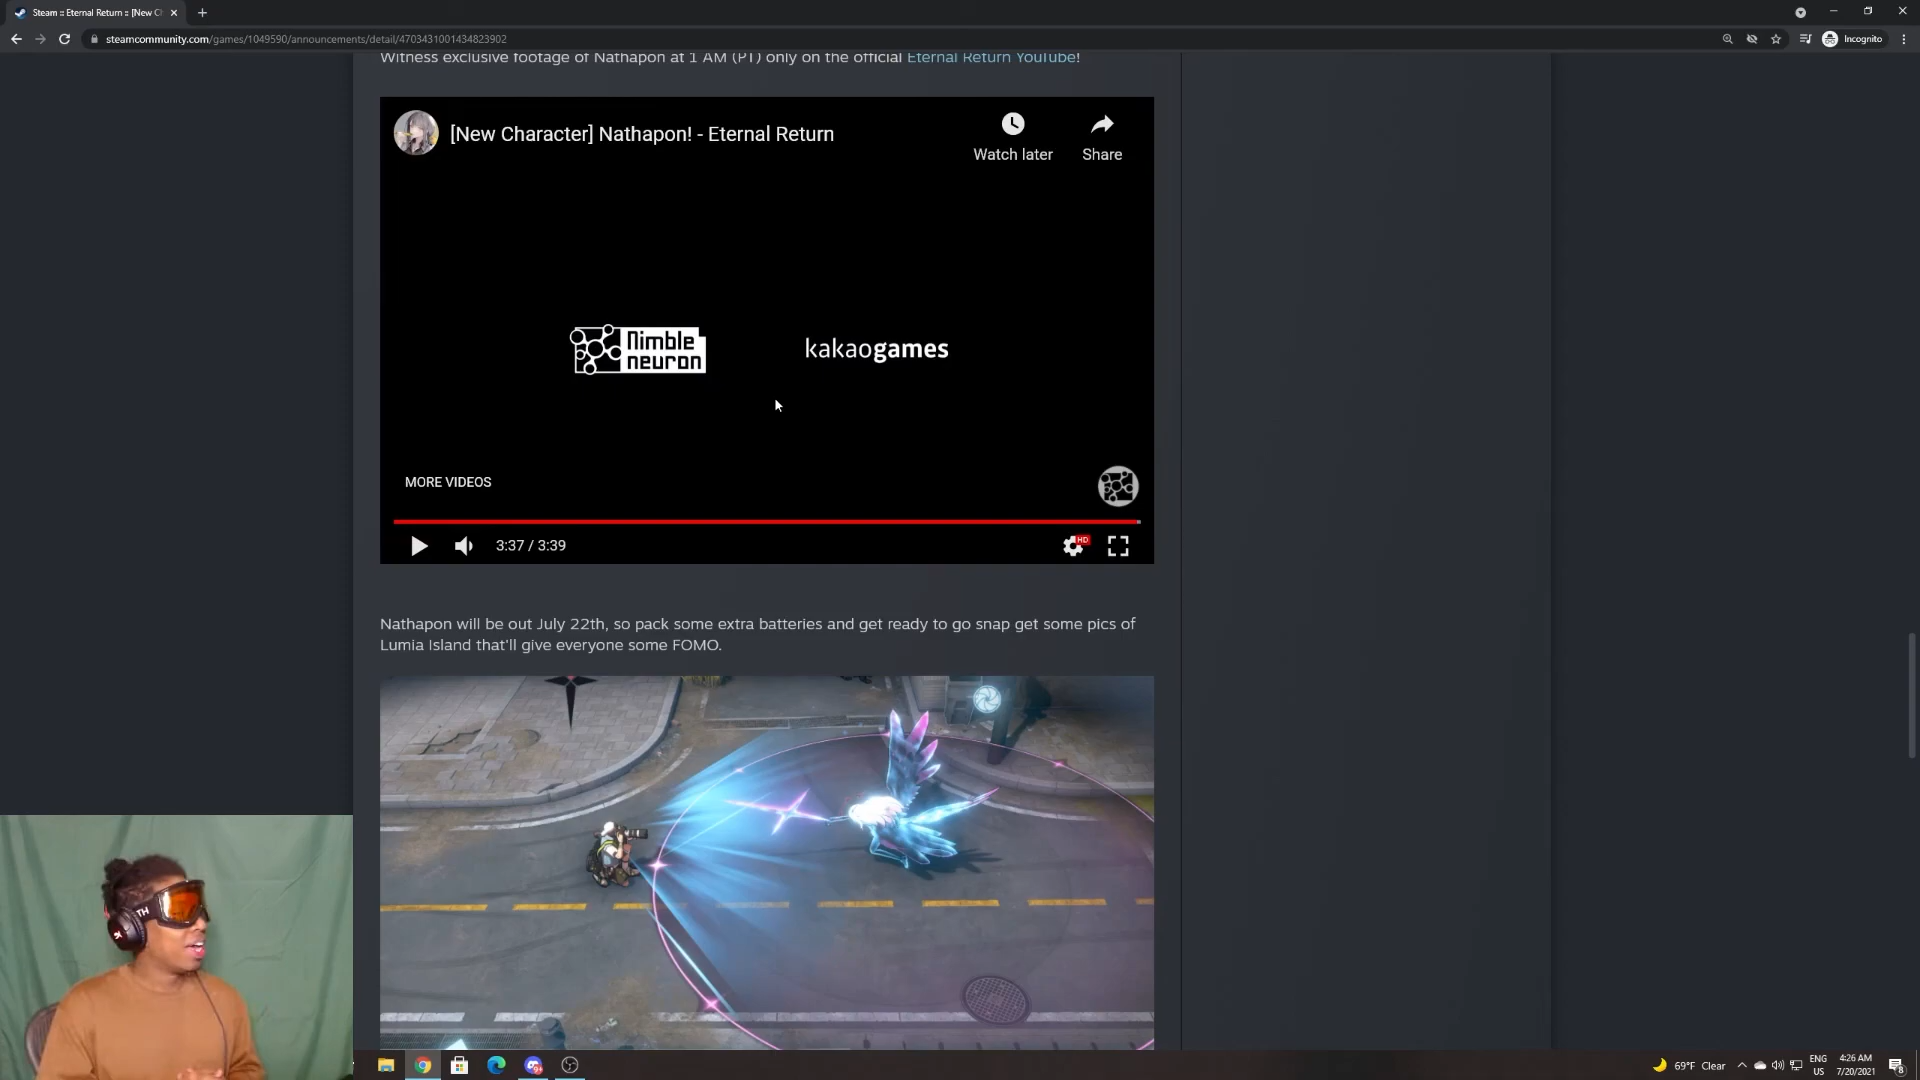 Steam :: Eternal Return :: [New C
steamcommunity.com/games/1049590/announcements/detail/4703431001434823902
Incognito
Witness exclusive footage of Nathapon at 1 AM (PT) only on the official Eternal Return YouTube!
[New Character] Nathapon! - Eternal Return
Watch later
Share
Nimble
neuron
kakaogames
MORE VIDEOS
3:37 / 3:39
HD
Nathapon will be out July 22th, so pack some extra batteries and get ready to go snap get some pics of
Lumia Island that'll give everyone some FOMO.
TH
69°F Clear
ENG
US
4:26 AM
7/20/2021